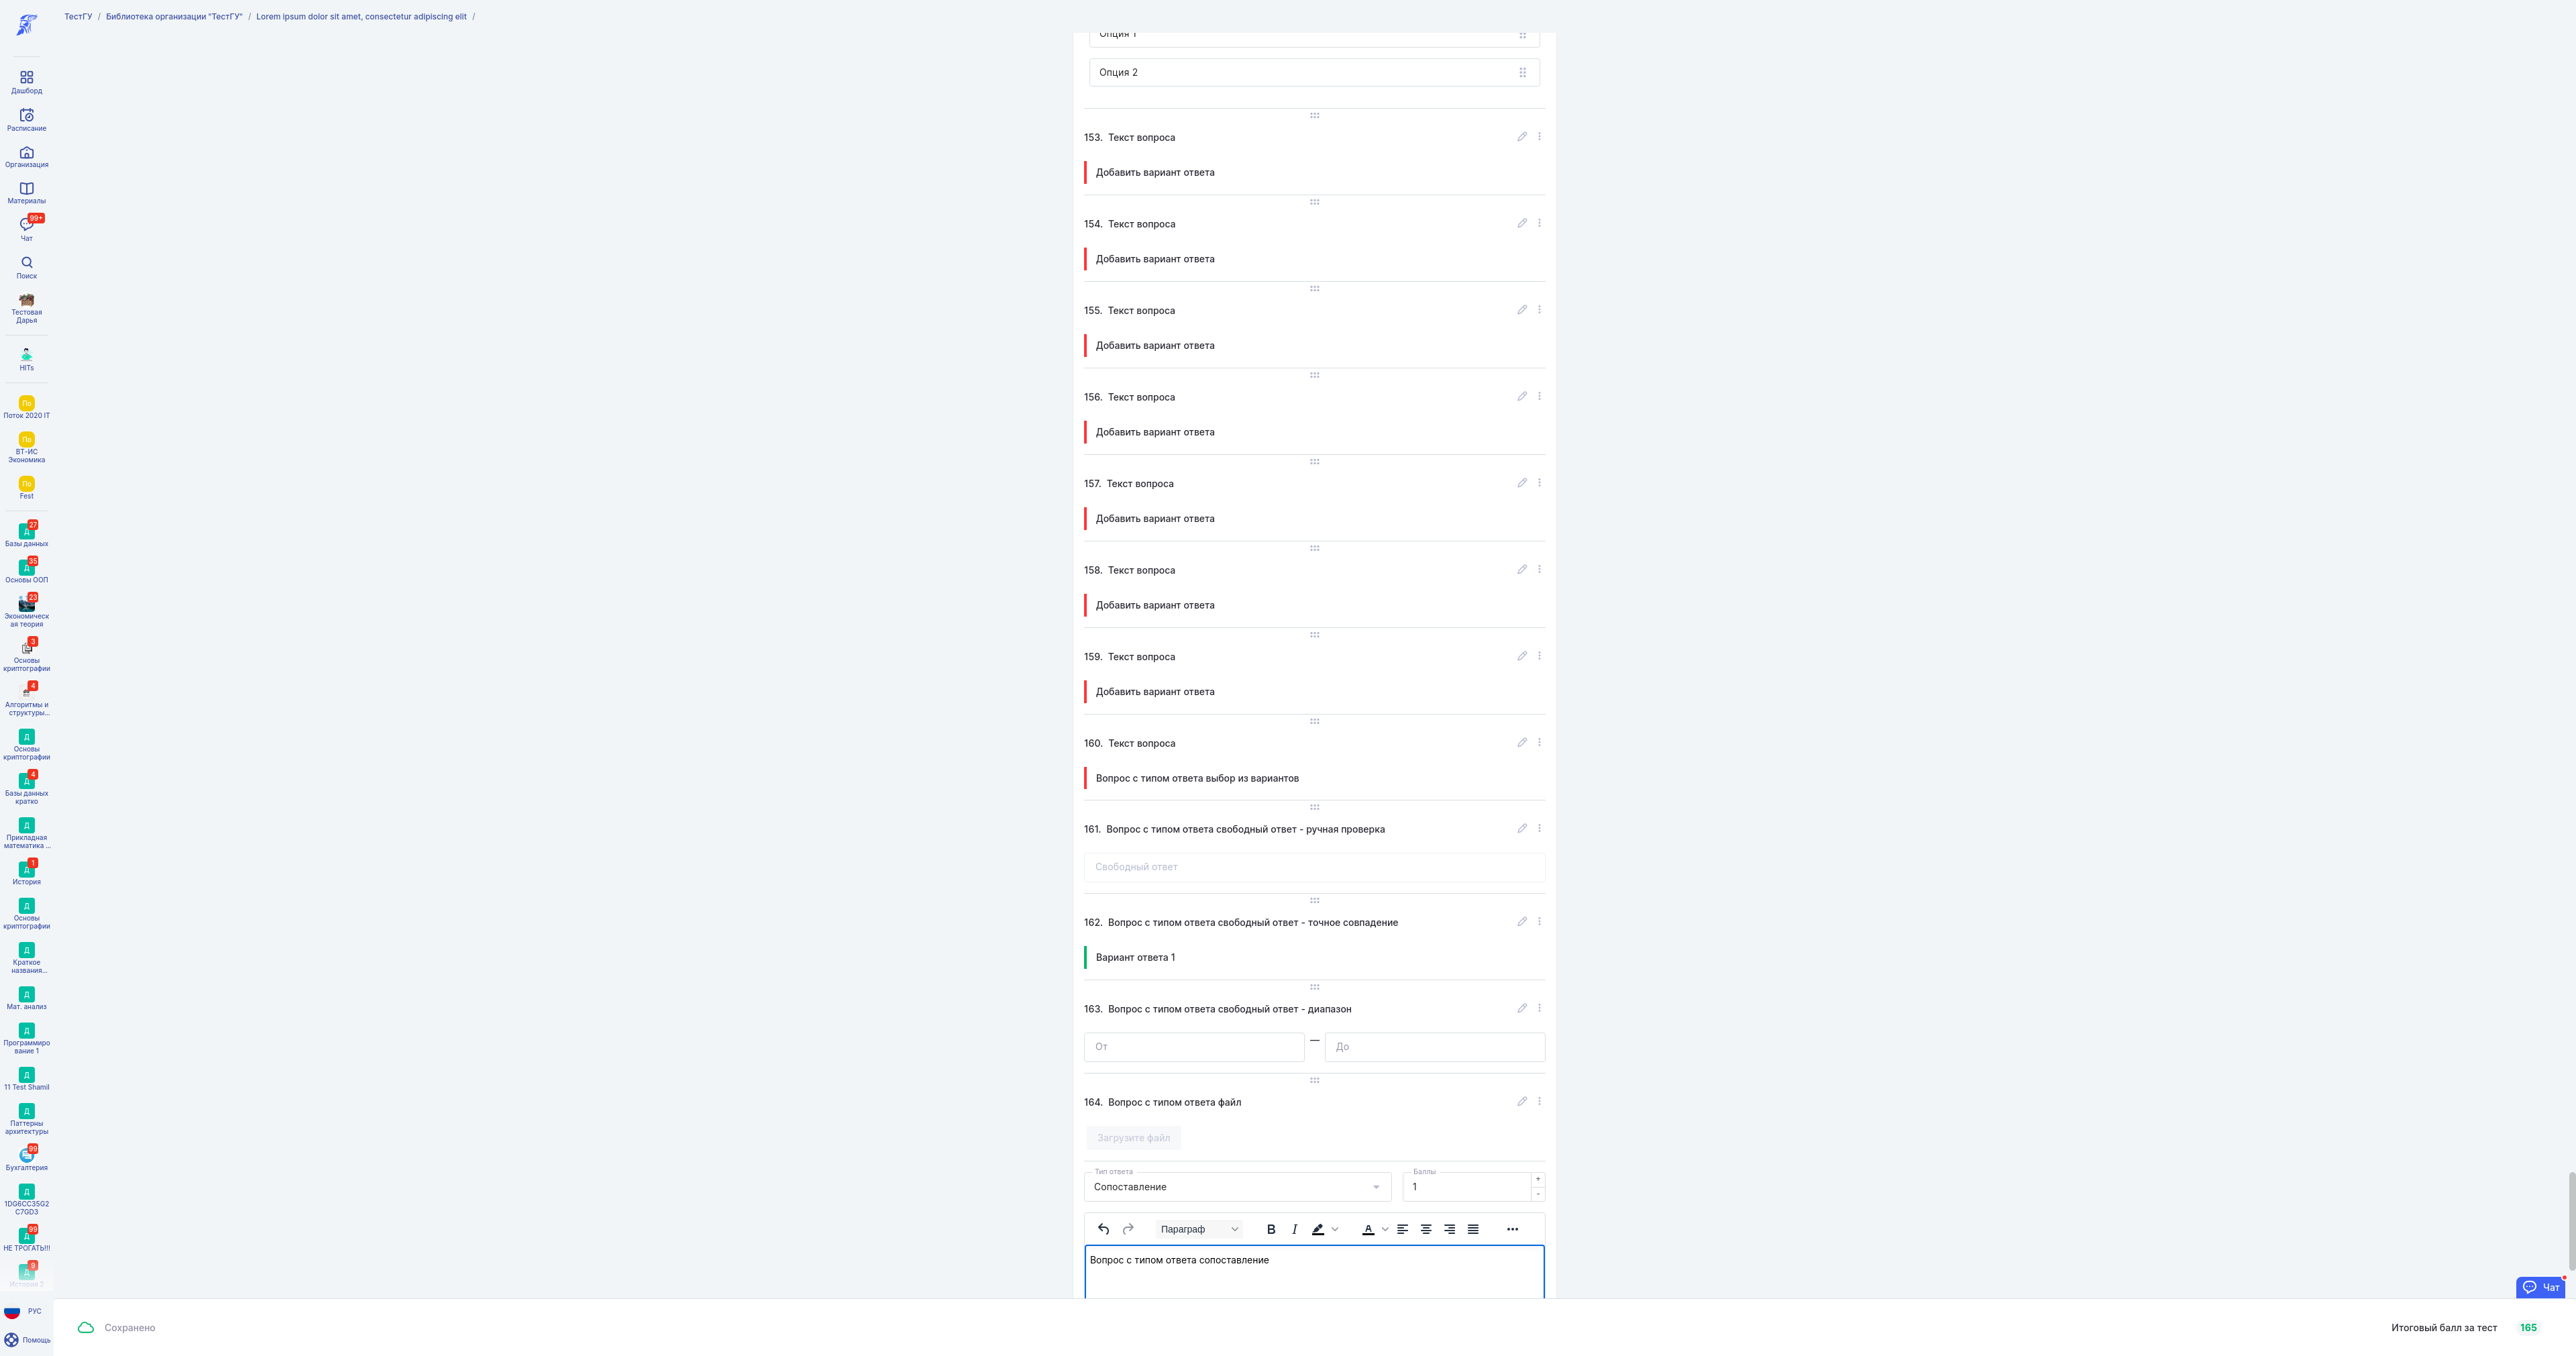 ТестГУ / Библиотека организации "ТестГУ" / Lorem ipsum dolor sit amet, consectetur adipiscing elit /
Дашборд
Расписание
Организация
Материалы
99+
Чат
Поиск
Тестовая
Дарья
HITs
По
Поток 2020 IT
По
ВТ-ИС
Экономика
По
Fest
27
Д
Базы данных
35
Д
Основы ООП
23
Экономическ
ая теория
3
Основы
криптографии
4
Алгоритмы и
структуры...
Д
Основы
криптографии
4
Д
Базы данных
кратко
Д
Прикладная
математика ...
1
Д
История
Д
Основы
криптографии
Д
Краткое
названия...
Д
Мат. анализ
Д
Программиро
вание 1
Д
11 Test Shamil
Д
Паттерны
архитектуры
99
Бухгалтерия
Д
1DG6CC35G2
C7GD3
99
Д
НЕ ТРОГАТЬ!!!
9
Д
История 2
РУС
Помощь
Опция 1
Опция 2
153. Текст вопроса
Добавить вариант ответа
154. Текст вопроса
Добавить вариант ответа
155. Текст вопроса
Добавить вариант ответа
156. Текст вопроса
Добавить вариант ответа
157. Текст вопроса
Добавить вариант ответа
158. Текст вопроса
Добавить вариант ответа
159. Текст вопроса
Добавить вариант ответа
160. Текст вопроса
Вопрос с типом ответа выбор из вариантов
161. Вопрос с типом ответа свободный ответ - ручная проверка
Свободный ответ
162. Вопрос с типом ответа свободный ответ - точное совпадение
Вариант ответа 1
163. Вопрос с типом ответа свободный ответ - диапазон
От — До
164. Вопрос с типом ответа файл
Загрузите файл
Тип ответа Баллы
Сопоставление 1 + -
Параграф B I A
Вопрос с типом ответа сопоставление
Чат
Сохранено
Итоговый балл за тест 165